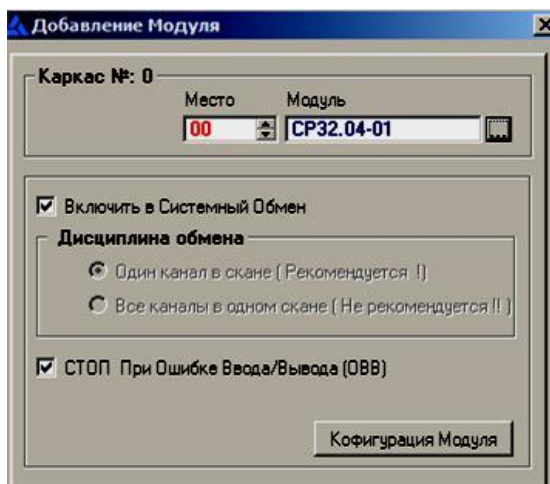 Добавление Модуля
Каркас №: 0
Место Модуль
00 CP32.04-01
Включить в Системный Обмен
Дисциплина обмена
Один канал в скане ( Рекомендуется !)
Все каналы в одном скане ( Не рекомендуется !! )
СТОП При Ошибке Ввода/Вывода (ОВВ)
Кофигурация Модуля